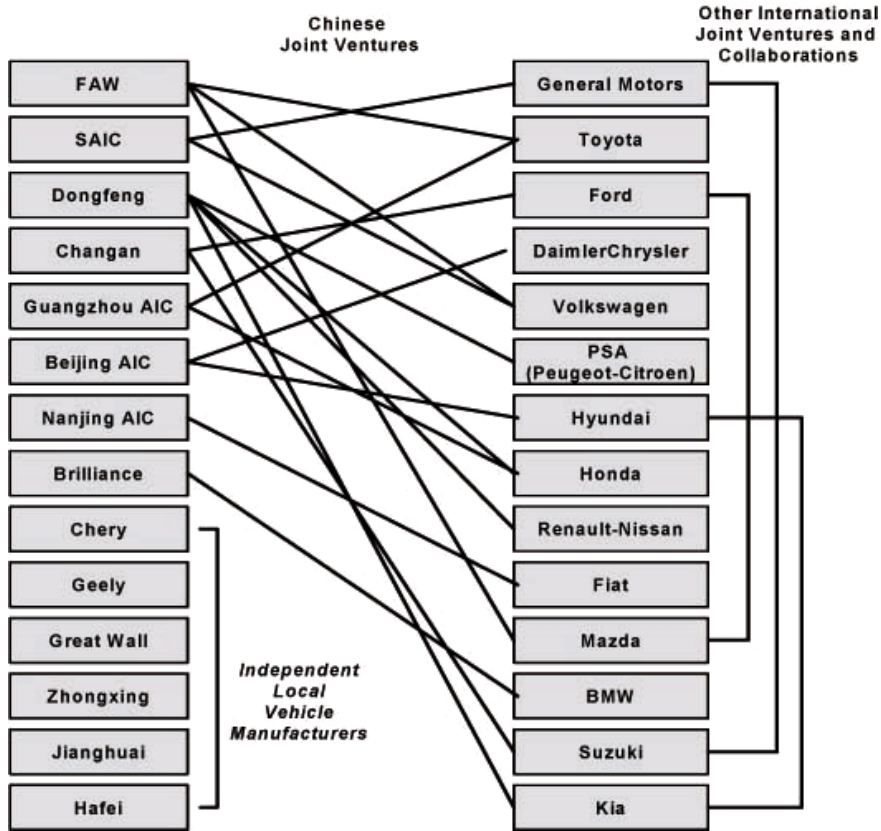 Chinese
Joint Ventures
Other International
Joint Ventures and
Collaborations
FAW
SAIC
Dongfeng
Changan
Guangzhou AIC
Beijing AIC
Nanjing AIC
Brilliance
Chery
Geely
Great Wall
Zhongxing
Jianghuai
Hafei
Independent
Local
Vehicle
Manufacturers
General Motors
Toyota
Ford
DaimlerChrysler
Volkswagen
PSA
(Peugeot-Citroen)
Hyundai
Honda
Renault-Nissan
Fiat
Mazda
BMW
Suzuki
Kia